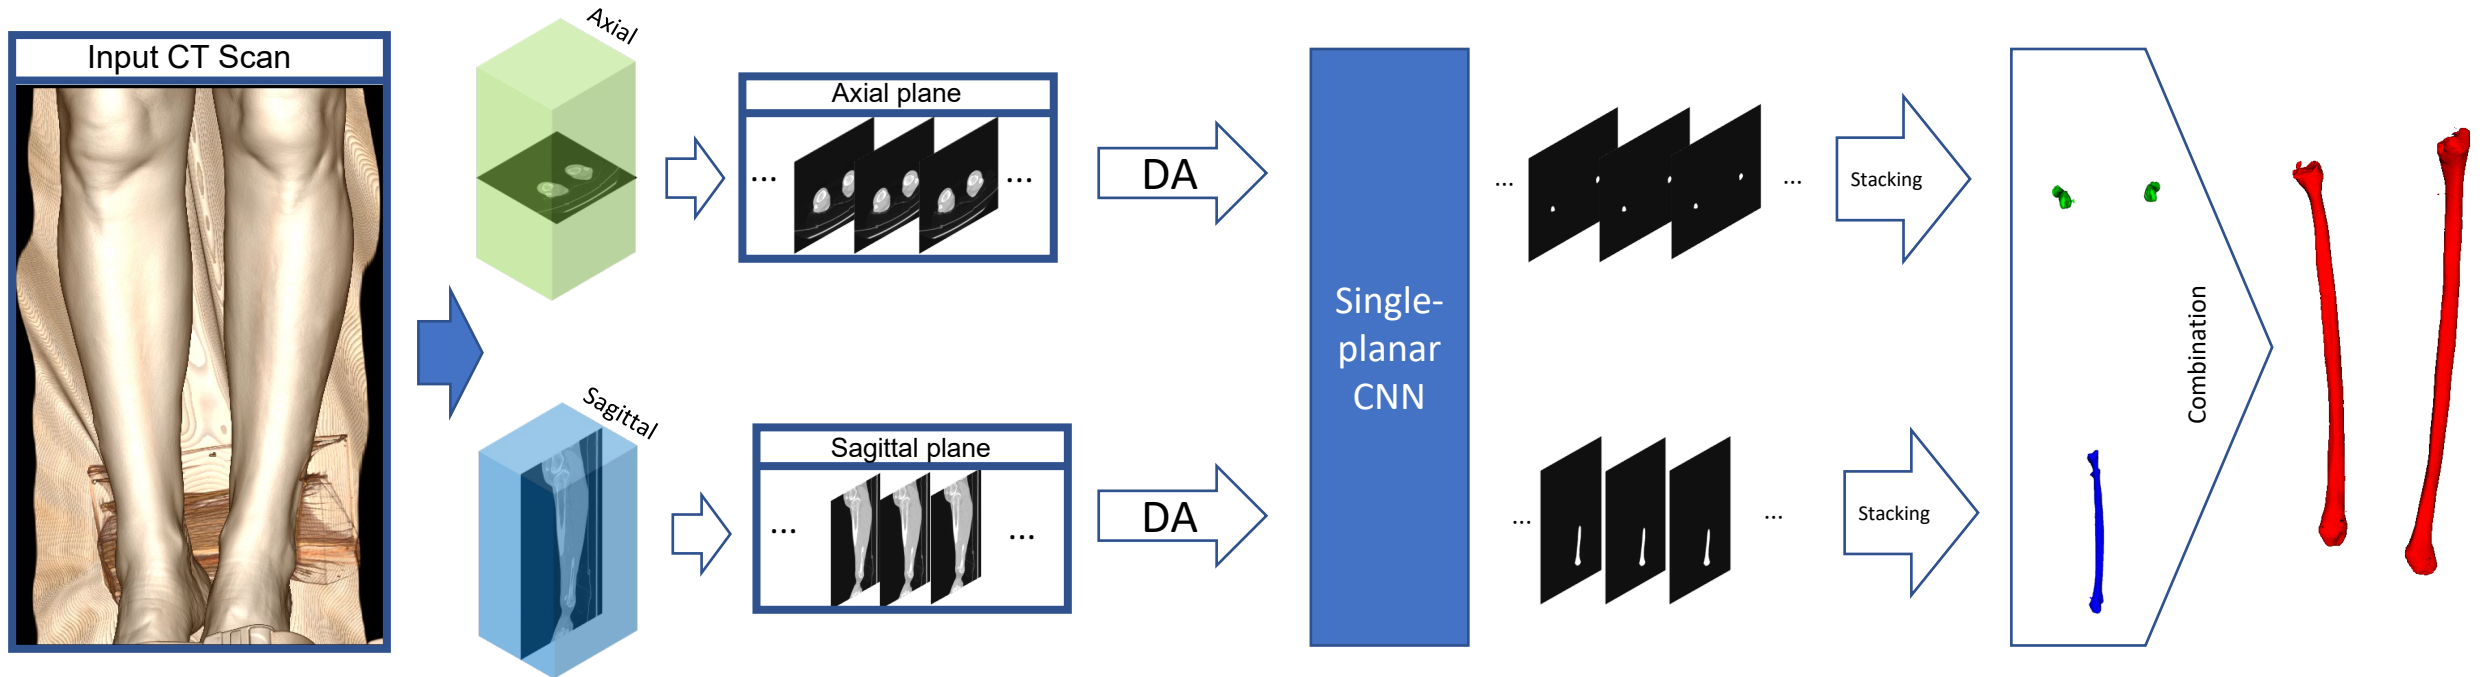 Input CT Scan
Axial
Axial plane
...
...
DA
Single-
planar
CNN
...
...
Stacking
Combination
Sagittal
Sagittal plane
...
...
DA
...
...
Stacking